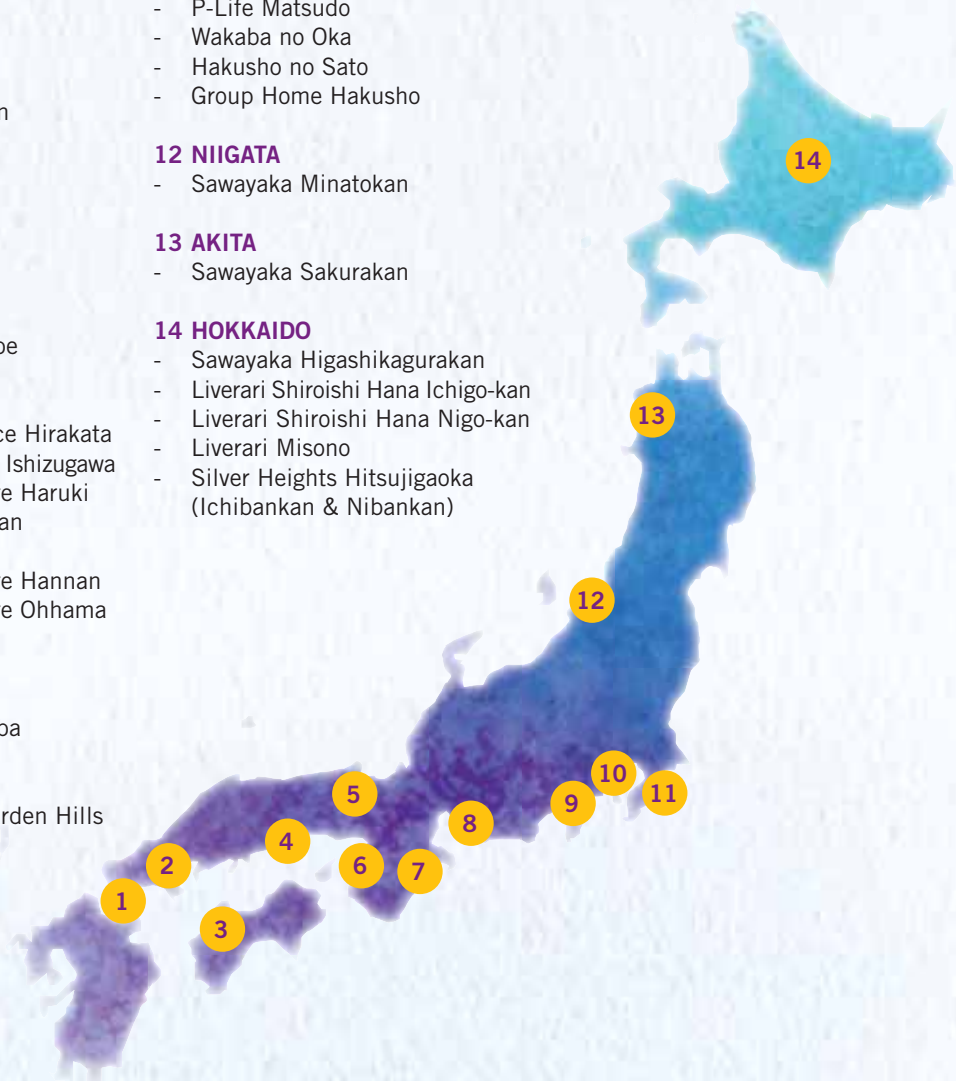 Hirakata
Ishizugawa
Haruki
Hannan
Ohhama
Hills
- P-Life Matsudo
- Wakaba no Oka
- Hakusho no Sato
- Group Home Hakusho
12 NIIGATA
- Sawayaka Minatokan
13 AKITA
- Sawayaka Sakurakan
14 HOKKAIDO
- Sawayaka Higashikagurakan
- Liverari Shiroishi Hana Ichigo-kan
- Liverari Shiroishi Hana Nigo-kan
- Liverari Misono
- Silver Heights Hitsujigaoka
(Ichibankan & Nibankan)
14
13
12
10
11
9
5
8
4
2
6
7
1
3